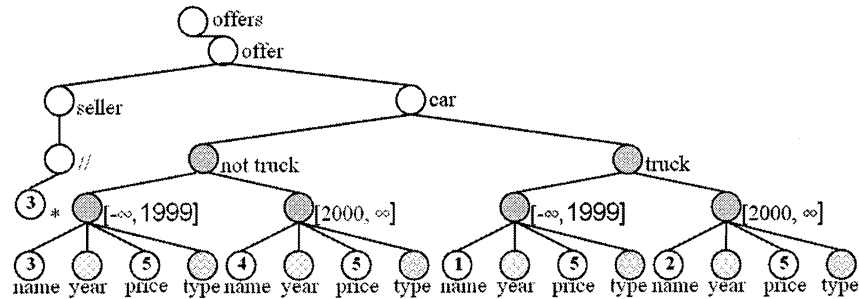 offers
offer
seller
car
//
not truck
truck
3 * [-∞, 1999] [2000, ∞] [-∞, 1999] [2000, ∞]
3 5 4 5 1 5 2 5
name year price type name year price type name year price type name year price type